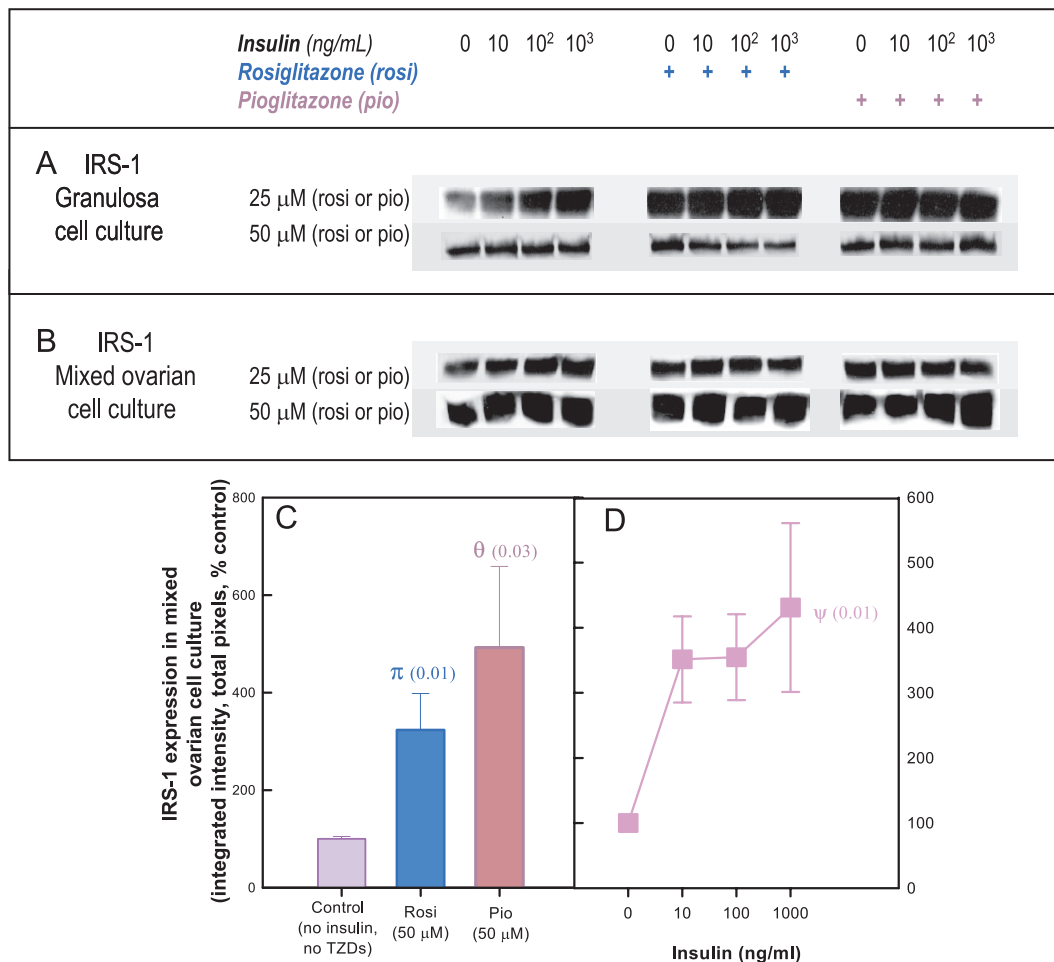 Insulin (ng/mL) 0 10 10² 10³ 0 10 10² 10³ 0 10 10² 10³
Rosiglitazone (rosi) + + + +
Pioglitazone (pio) + + + +
A IRS-1
Granulosa
cell culture
25 μM (rosi or pio)
50 μM (rosi or pio)
B IRS-1
Mixed ovarian
cell culture
25 μM (rosi or pio)
50 μM (rosi or pio)
IRS-1 expression in mixed
ovarian cell culture
(integrated intensity, total pixels, % control)
800
600
400
200
0
C
π (0.01)
θ (0.03)
Control
(no insulin,
no TZDs)
Rosi
(50 μM)
Pio
(50 μM)
D
ψ (0.01)
600
500
400
300
200
100
0
0 10 100 1000
Insulin (ng/ml)